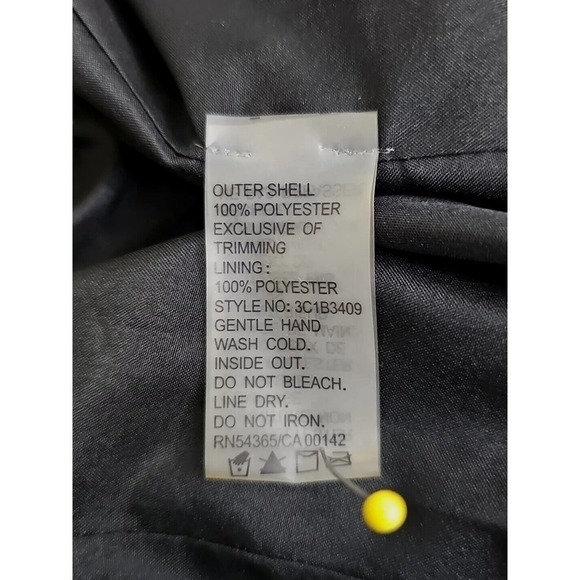 OUTER SHELL
100% POLYESTER
EXCLUSIVE OF
TRIMMING
LINING :
100% POLYESTER
STYLE NO: 3C1B3409
GENTLE HAND
WASH COLD.
INSIDE OUT.
DO NOT BLEACH.
LINE DRY.
DO NOT IRON.
RN54365/CA 00142